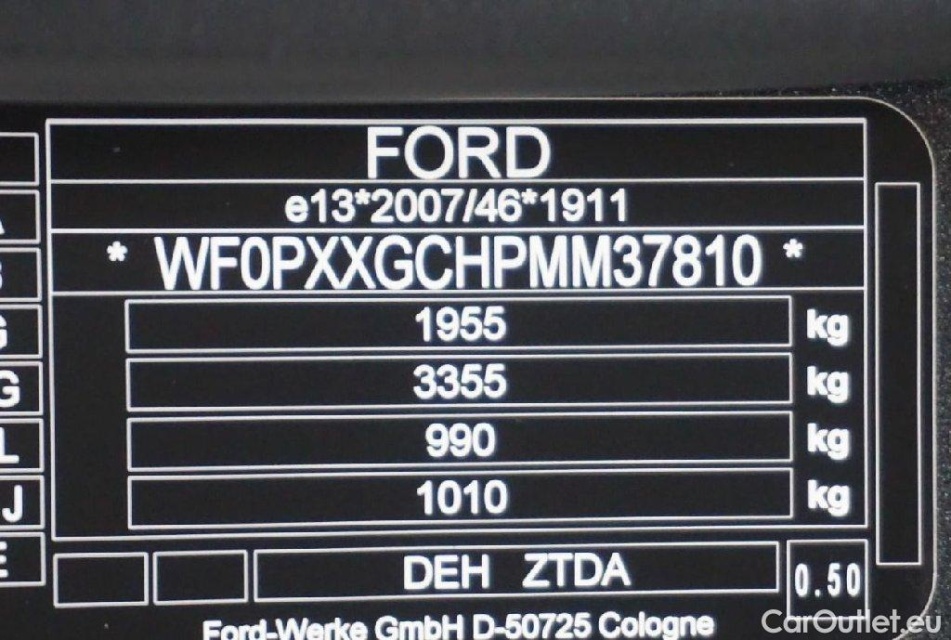 FORD
e13*2007/46*1911
* WF0PXXGCHPMM37810 *
1955 kg
3355 kg
990 kg
G
1010 kg
L
J
DEH ZTDA
0.50
Ford-Werke GmbH D-50725 Cologne
CarOutlet.eu